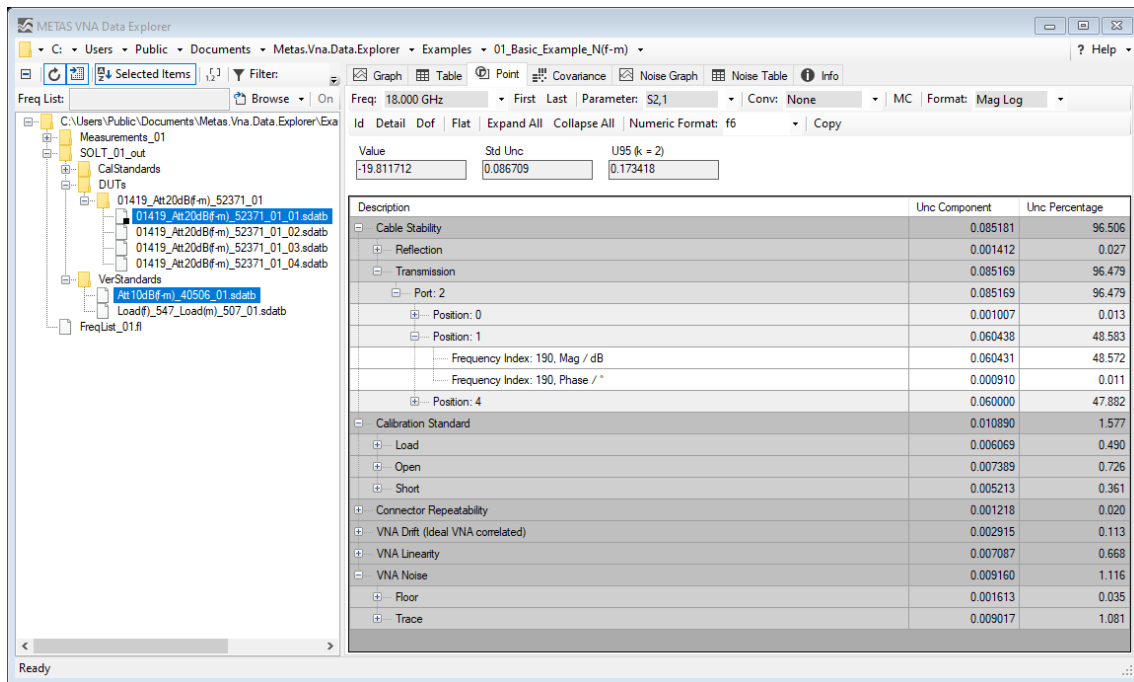 METAS VNA Data Explorer
C: Users Public Documents Metas.Vna.Data.Explorer Examples 01_Basic_Example_N(f-m) ? Help
Selected Items Filter:
Graph Table Point Covariance Noise Graph Noise Table Info
Freq List: Browse On
Freq: 18.000 GHz First Last Parameter: S2,1 Conv: None MC Format: Mag Log
Id Detail Dof Flat Expand All Collapse All Numeric Format: f6 Copy
C:\Users\Public\Documents\Metas.Vna.Data.Explorer\Exa
Measurements_01
SOLT_01_out
CalStandards
DUTs
01419_Att20dB(f-m)_52371_01
01419_Att20dB(f-m)_52371_01_01.sdatb
01419_Att20dB(f-m)_52371_01_02.sdatb
01419_Att20dB(f-m)_52371_01_03.sdatb
01419_Att20dB(f-m)_52371_01_04.sdatb
VerStandards
Att10dB(f-m)_40506_01.sdatb
Load(f)_547_Load(m)_507_01.sdatb
FreqList_01.fl
Value Std Unc U95 (k = 2)
-19.811712 0.086709 0.173418
Description Unc Component Unc Percentage
Cable Stability 0.085181 96.506
Reflection 0.001412 0.027
Transmission 0.085169 96.479
Port: 2 0.085169 96.479
Position: 0 0.001007 0.013
Position: 1 0.060438 48.583
Frequency Index: 190, Mag / dB 0.060431 48.572
Frequency Index: 190, Phase / ° 0.000910 0.011
Position: 4 0.060000 47.882
Calibration Standard 0.010890 1.577
Load 0.006069 0.490
Open 0.007389 0.726
Short 0.005213 0.361
Connector Repeatability 0.001218 0.020
VNA Drift (Ideal VNA correlated) 0.002915 0.113
VNA Linearity 0.007087 0.668
VNA Noise 0.009160 1.116
Floor 0.001613 0.035
Trace 0.009017 1.081
Ready